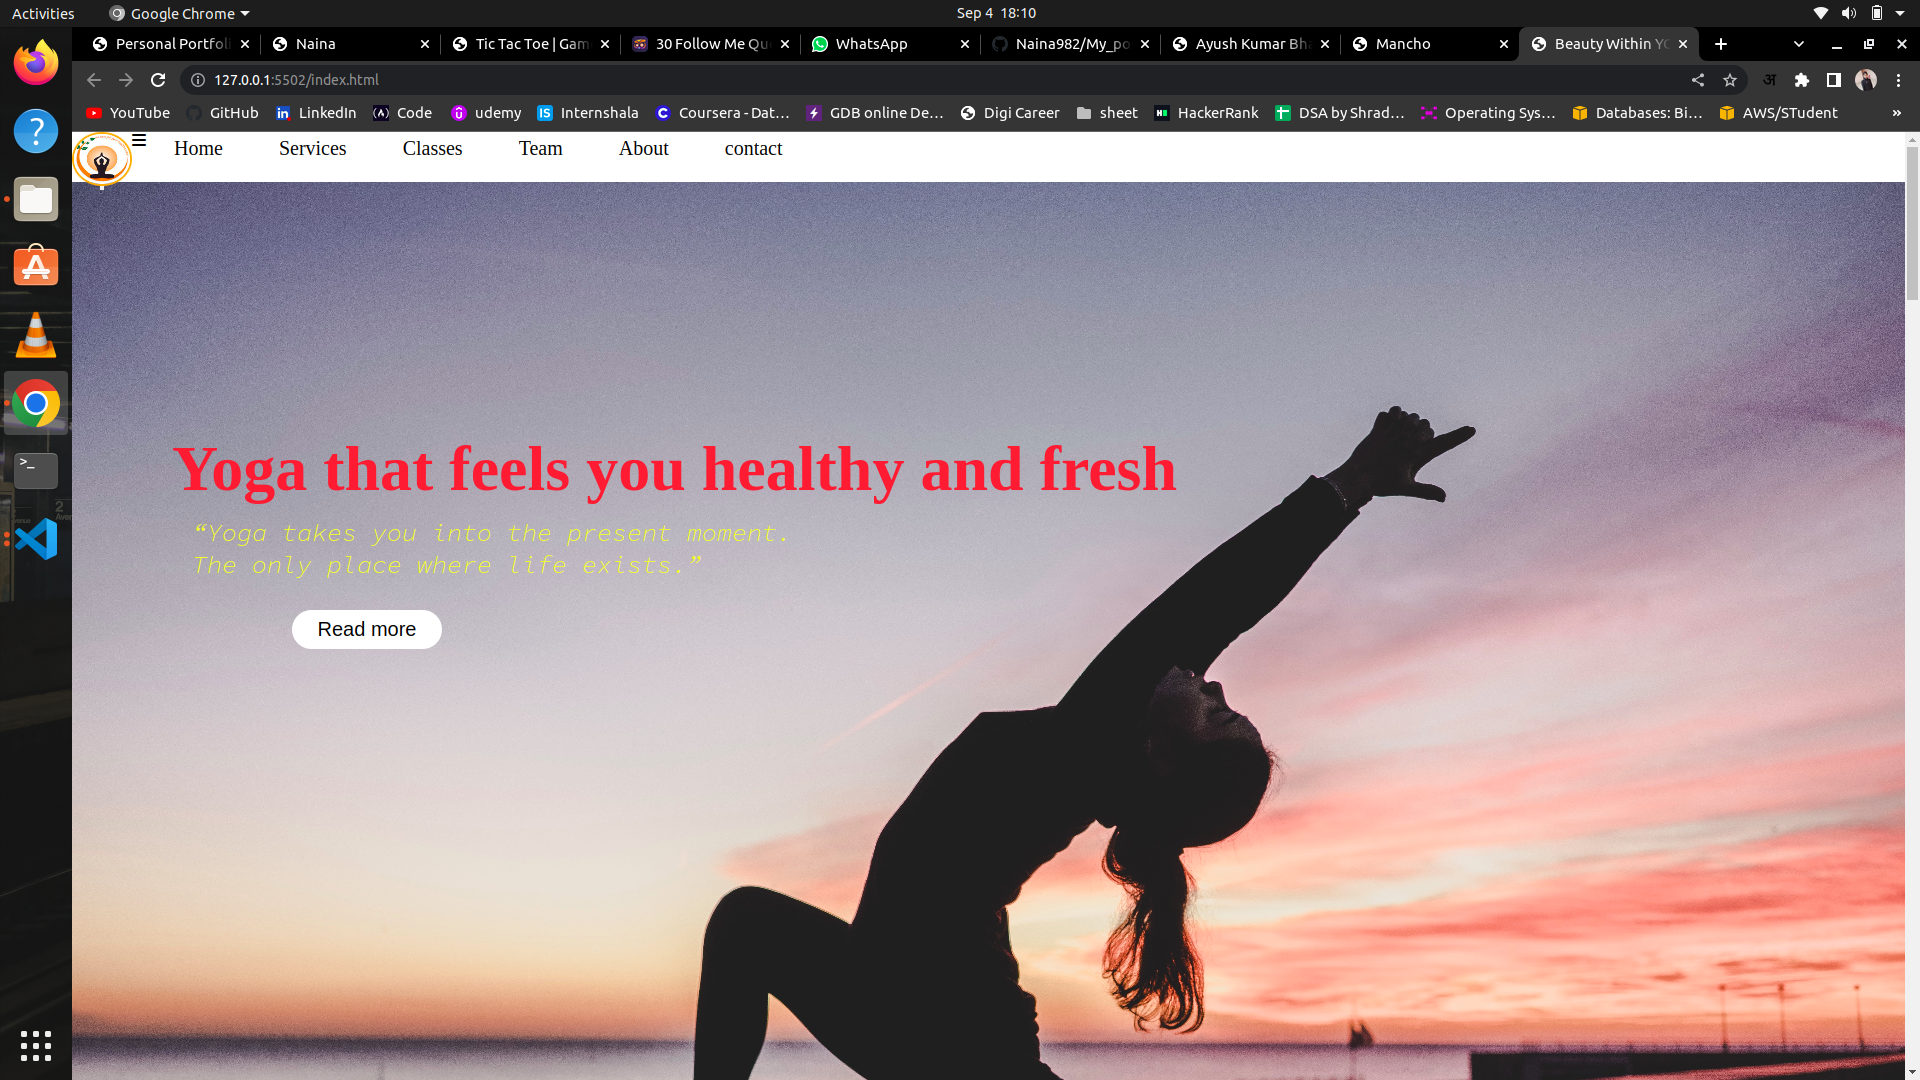 Activities
Google Chrome
Sep 4 18:10
Personal Portfoli
Naina
Tic Tac Toe | Gam
30 Follow Me Qu
WhatsApp
Naina982/My_po
Ayush Kumar Bh
Mancho
Beauty Within YO
127.0.0.1:5502/index.html
अ
YouTube
GitHub
LinkedIn
Code
udemy
Internshala
Coursera - Dat...
GDB online De...
Digi Career
sheet
HackerRank
DSA by Shrad...
Operating Sys...
Databases: Bi...
AWS/STudent
»
Home
Services
Classes
Team
About
contact
Yoga that feels you healthy and fresh
“Yoga takes you into the present moment.
The only place where life exists.”
Read more